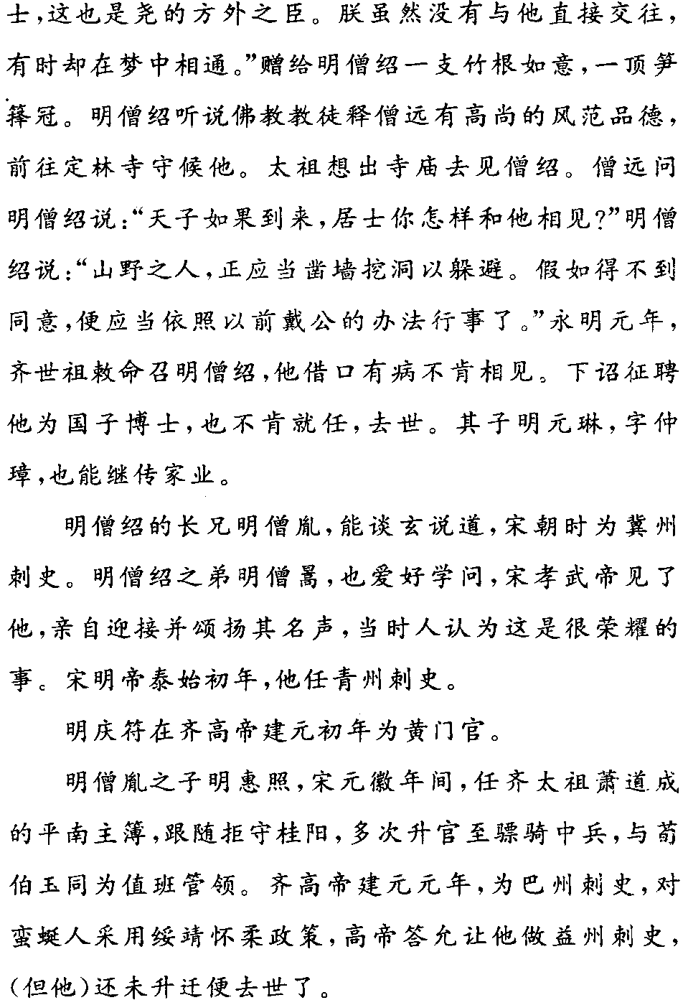 士,这也是尧的方外之臣。朕虽然没有与他直接交往,
有时却在梦中相通。”赠给明僧绍一支竹根如意,一顶笋
箨冠。明僧绍听说佛教教徒释僧远有高尚的风范品德,
前往定林寺守候他。太祖想出寺庙去见僧绍。僧远问
明僧绍说:“天子如果到来,居士你怎样和他相见?”明僧
绍说:“山野之人,正应当凿墙挖洞以躲避。假如得不到
同意,便应当依照以前戴公的办法行事了。”永明元年,
齐世祖敕命召明僧绍,他借口有病不肯相见。下诏征聘
他为国子博士,也不肯就任,去世。其子明元琳,字仲
璋,也能继传家业。
明僧绍的长兄明僧胤,能谈玄说道,宋朝时为冀州
刺史。明僧绍之弟明僧暠,也爱好学问,宋孝武帝见了
他,亲自迎接并颂扬其名声,当时人认为这是很荣耀的
事。宋明帝泰始初年,他任青州刺史。
明庆符在齐高帝建元初年为黄门官。
明僧胤之子明惠照,宋元徽年间,任齐太祖萧道成
的平南主簿,跟随拒守桂阳,多次升官至骠骑中兵,与荀
伯玉同为值班管领。齐高帝建元元年,为巴州刺史,对
蛮蜒人采用绥靖怀柔政策,高帝答允让他做益州刺史,
(但他)还未升迁便去世了。